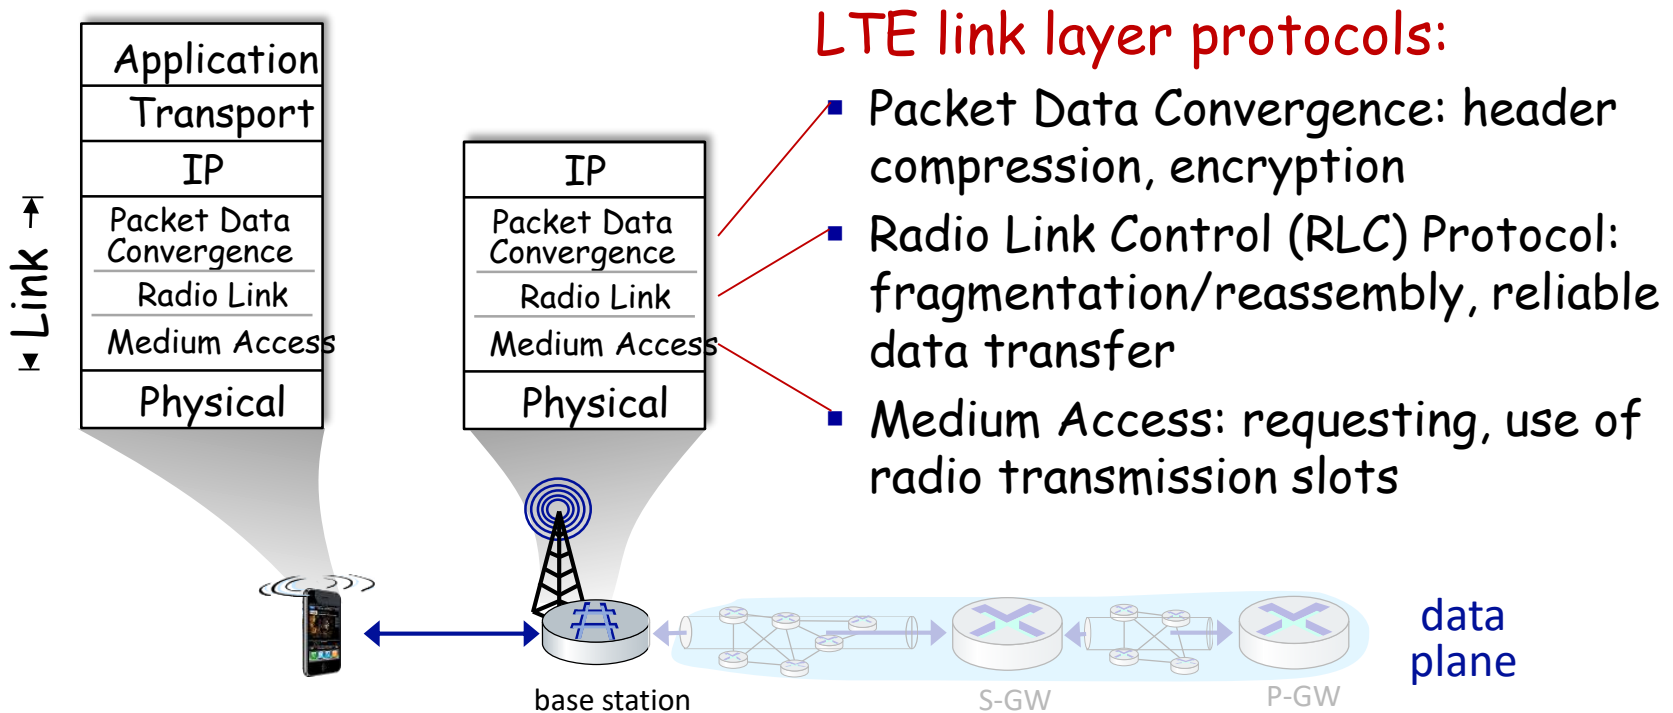 Application
Transport
IP
Packet Data
Convergence
Radio Link
Medium Access
Physical
Link
IP
Packet Data
Convergence
Radio Link
Medium Access
Physical
LTE link layer protocols:
Packet Data Convergence: header
compression, encryption
Radio Link Control (RLC) Protocol:
fragmentation/reassembly, reliable
data transfer
Medium Access: requesting, use of
radio transmission slots
base station
S-GW
P-GW
data
plane